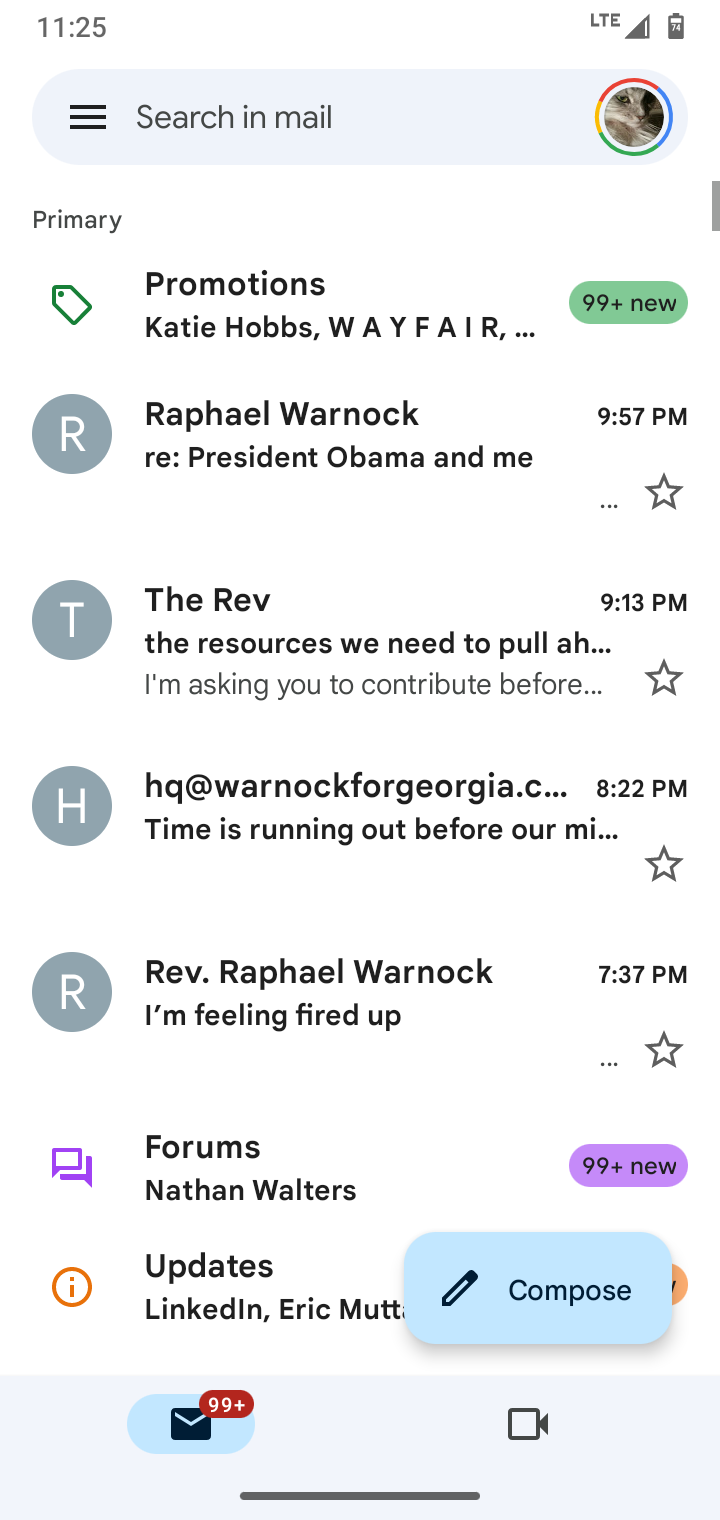 11:25
LTE
74
Search in mail
Primary
Promotions
Katie Hobbs, W A Y F A I R, ...
99+ new
R
Raphael Warnock
9:57 PM
re: President Obama and me
...
T
The Rev
9:13 PM
the resources we need to pull ah...
I'm asking you to contribute before...
H
hq@warnockforgeorgia.c...
8:22 PM
Time is running out before our mi...
R
Rev. Raphael Warnock
7:37 PM
I’m feeling fired up
...
Forums
Nathan Walters
99+ new
Updates
LinkedIn, Eric
Compose
99+